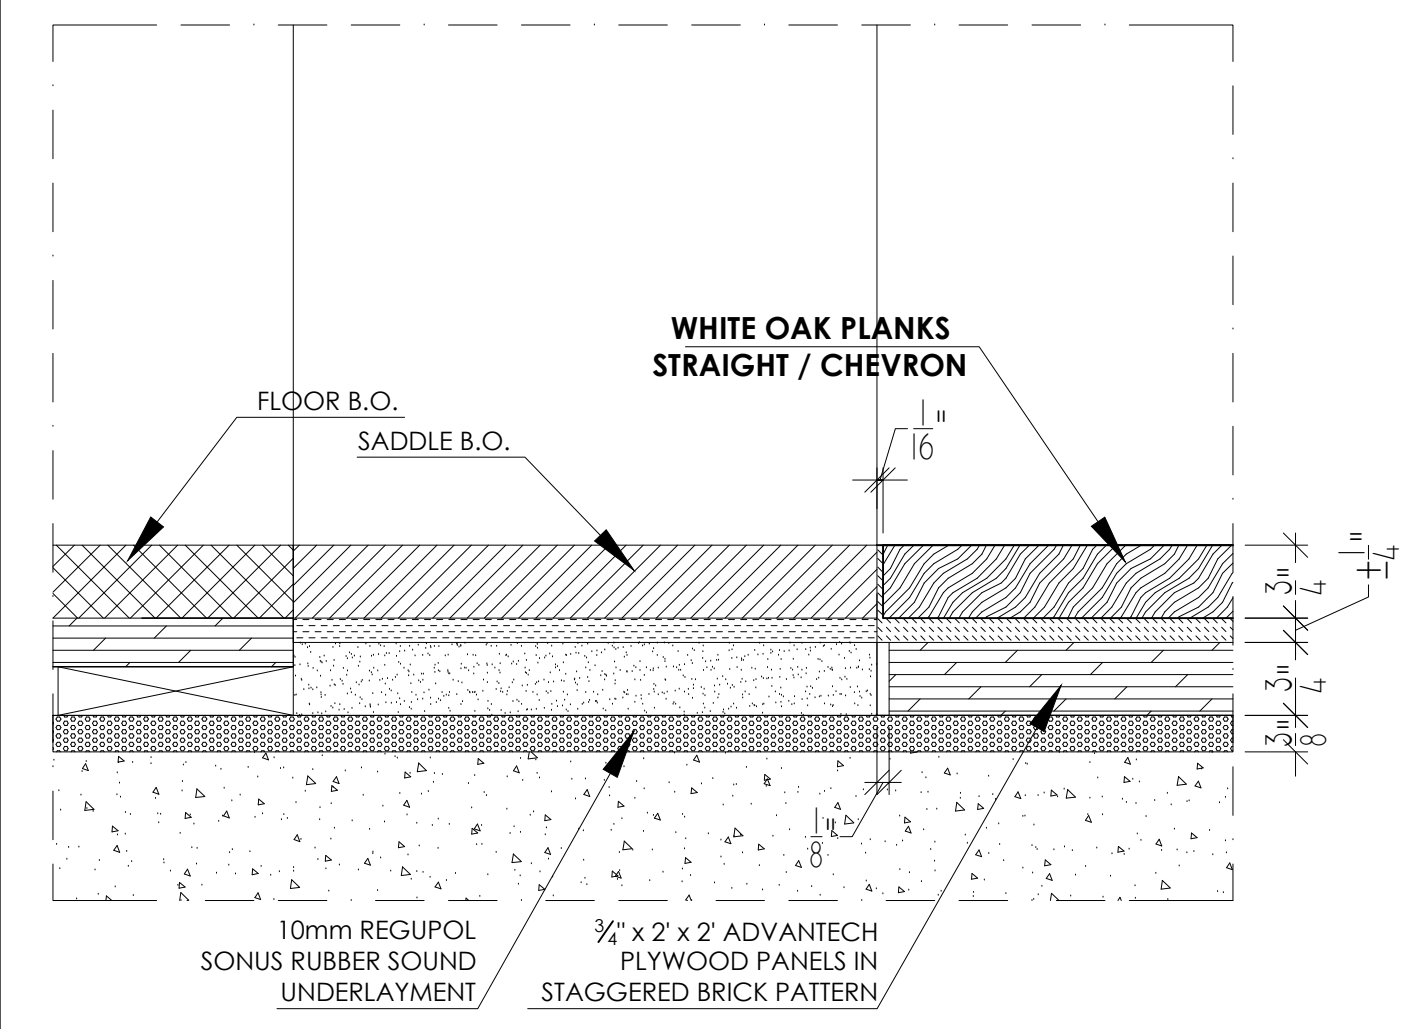 WHITE OAK PLANKS
STRAIGHT / CHEVRON
FLOOR B.O.
SADDLE B.O.
1/16"
1/4"
3/4"
3/4"
3/8"
1/8"
10mm REGUPOL
SONUS RUBBER SOUND
UNDERLAYMENT
3/4" x 2' x 2' ADVANTECH
PLYWOOD PANELS IN
STAGGERED BRICK PATTERN